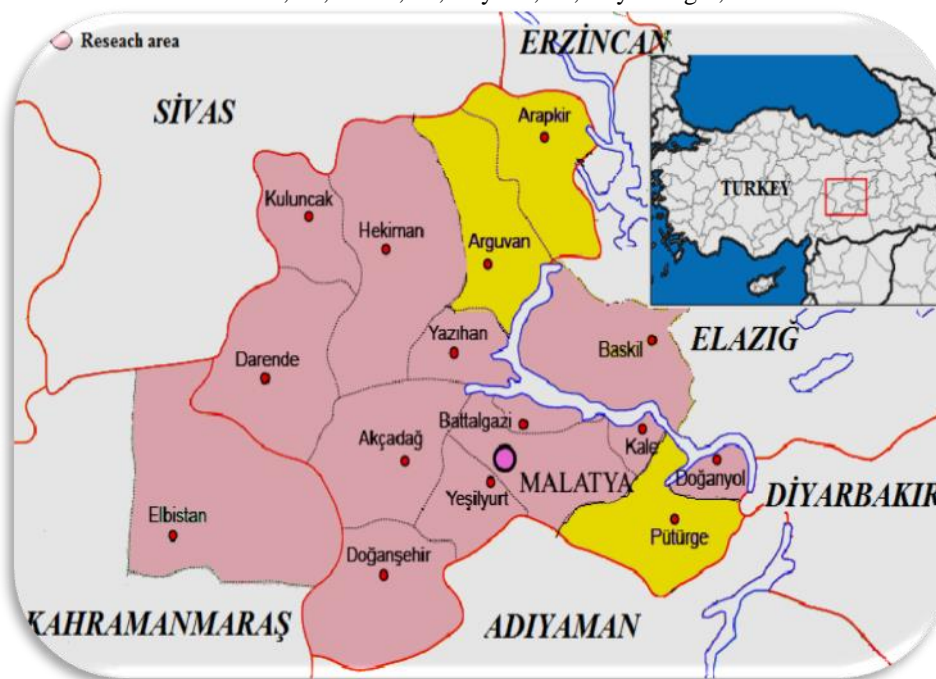 Reseach area
ERZİNCAN
SİVAS
Arapkir
TURKEY
Kuluncak
Hekiman
Arguvan
Yazıhan
ELAZIĞ
Baskil
Darende
Battalgazi
Akçadağ
Kale
MALATYA
Doğanyol
Yeşilyurt
DİYARBAKIR
Elbistan
Pütürge
Doğanşehir
KAHRAMANMARAŞ
ADIYAMAN